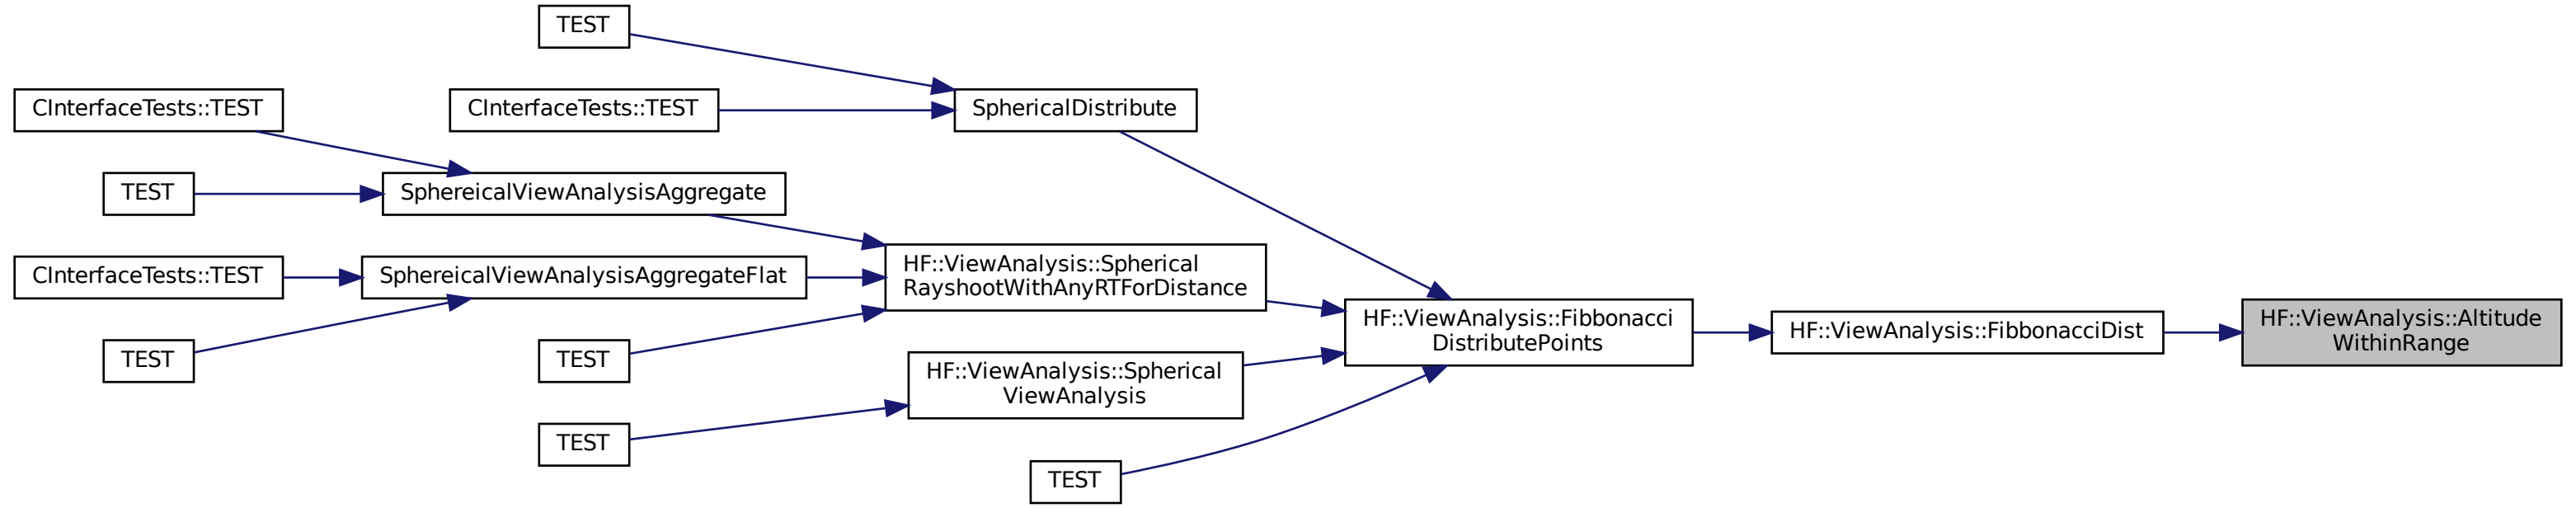 TEST
CInterfaceTests::TEST
CInterfaceTests::TEST
SphericalDistribute
TEST
SphereicalViewAnalysisAggregate
CInterfaceTests::TEST
SphereicalViewAnalysisAggregateFlat
HF::ViewAnalysis::Spherical
RayshootWithAnyRTForDistance
TEST
TEST
HF::ViewAnalysis::Spherical
ViewAnalysis
TEST
TEST
HF::ViewAnalysis::Fibbonacci
DistributePoints
HF::ViewAnalysis::FibbonacciDist
HF::ViewAnalysis::Altitude
WithinRange